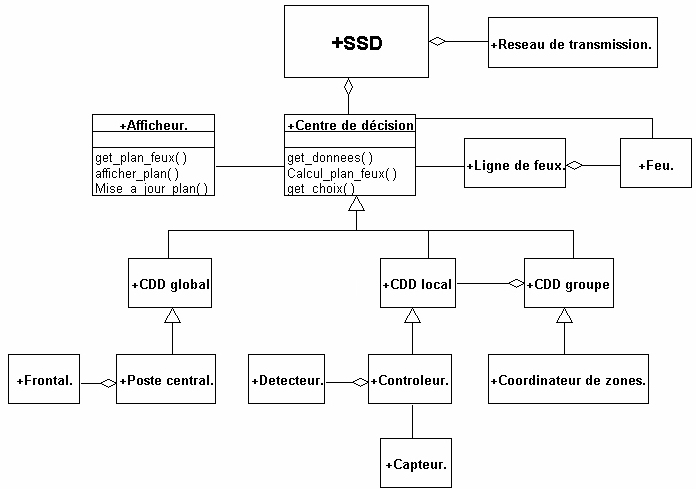 +SSD
+Reseau de transmission.
+Afficheur.
get_plan_feux( )
afficher_plan( )
Mise_a_jour_plan( )
+Centre de décision
get_donnees( )
Calcul_plan_feux( )
get_choix( )
+Ligne de feux.
+Feu.
+CDD global
+CDD local
+CDD groupe
+Frontal.
+Poste central.
+Detecteur.
+Controleur.
+Coordinateur de zones.
+Capteur.